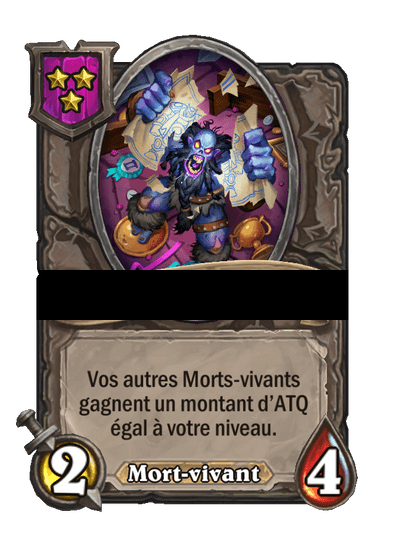 Vos autres Morts-vivants
gagnent un montant d'ATQ
égal à votre niveau.
2
Mort-vivant
4